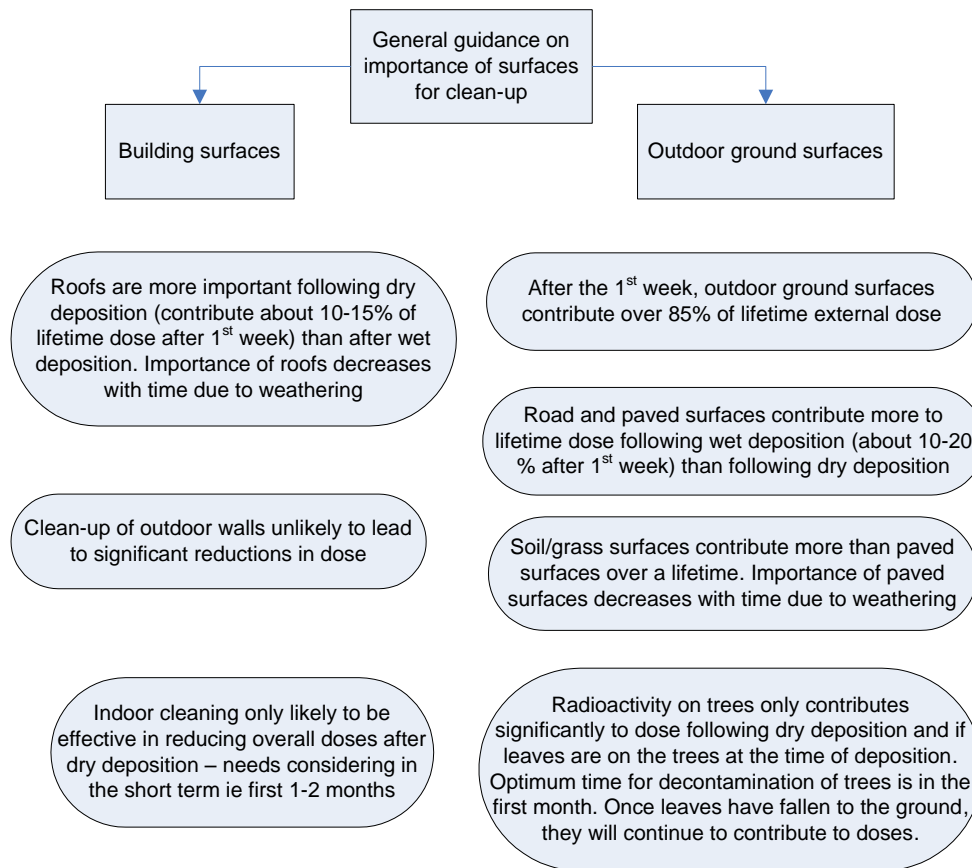 General guidance on
importance of surfaces
for clean-up
Building surfaces
Outdoor ground surfaces
Roofs are more important following dry
deposition (contribute about 10-15% of
lifetime dose after 1st week) than after wet
deposition. Importance of roofs decreases
with time due to weathering
Clean-up of outdoor walls unlikely to lead
to significant reductions in dose
Indoor cleaning only likely to be
effective in reducing overall doses after
dry deposition – needs considering in
the short term ie first 1-2 months
After the 1st week, outdoor ground surfaces
contribute over 85% of lifetime external dose
Road and paved surfaces contribute more to
lifetime dose following wet deposition (about 10-20
% after 1st week) than following dry deposition
Soil/grass surfaces contribute more than paved
surfaces over a lifetime. Importance of paved
surfaces decreases with time due to weathering
Radioactivity on trees only contributes
significantly to dose following dry deposition and if
leaves are on the trees at the time of deposition.
Optimum time for decontamination of trees is in the
first month. Once leaves have fallen to the ground,
they will continue to contribute to doses.